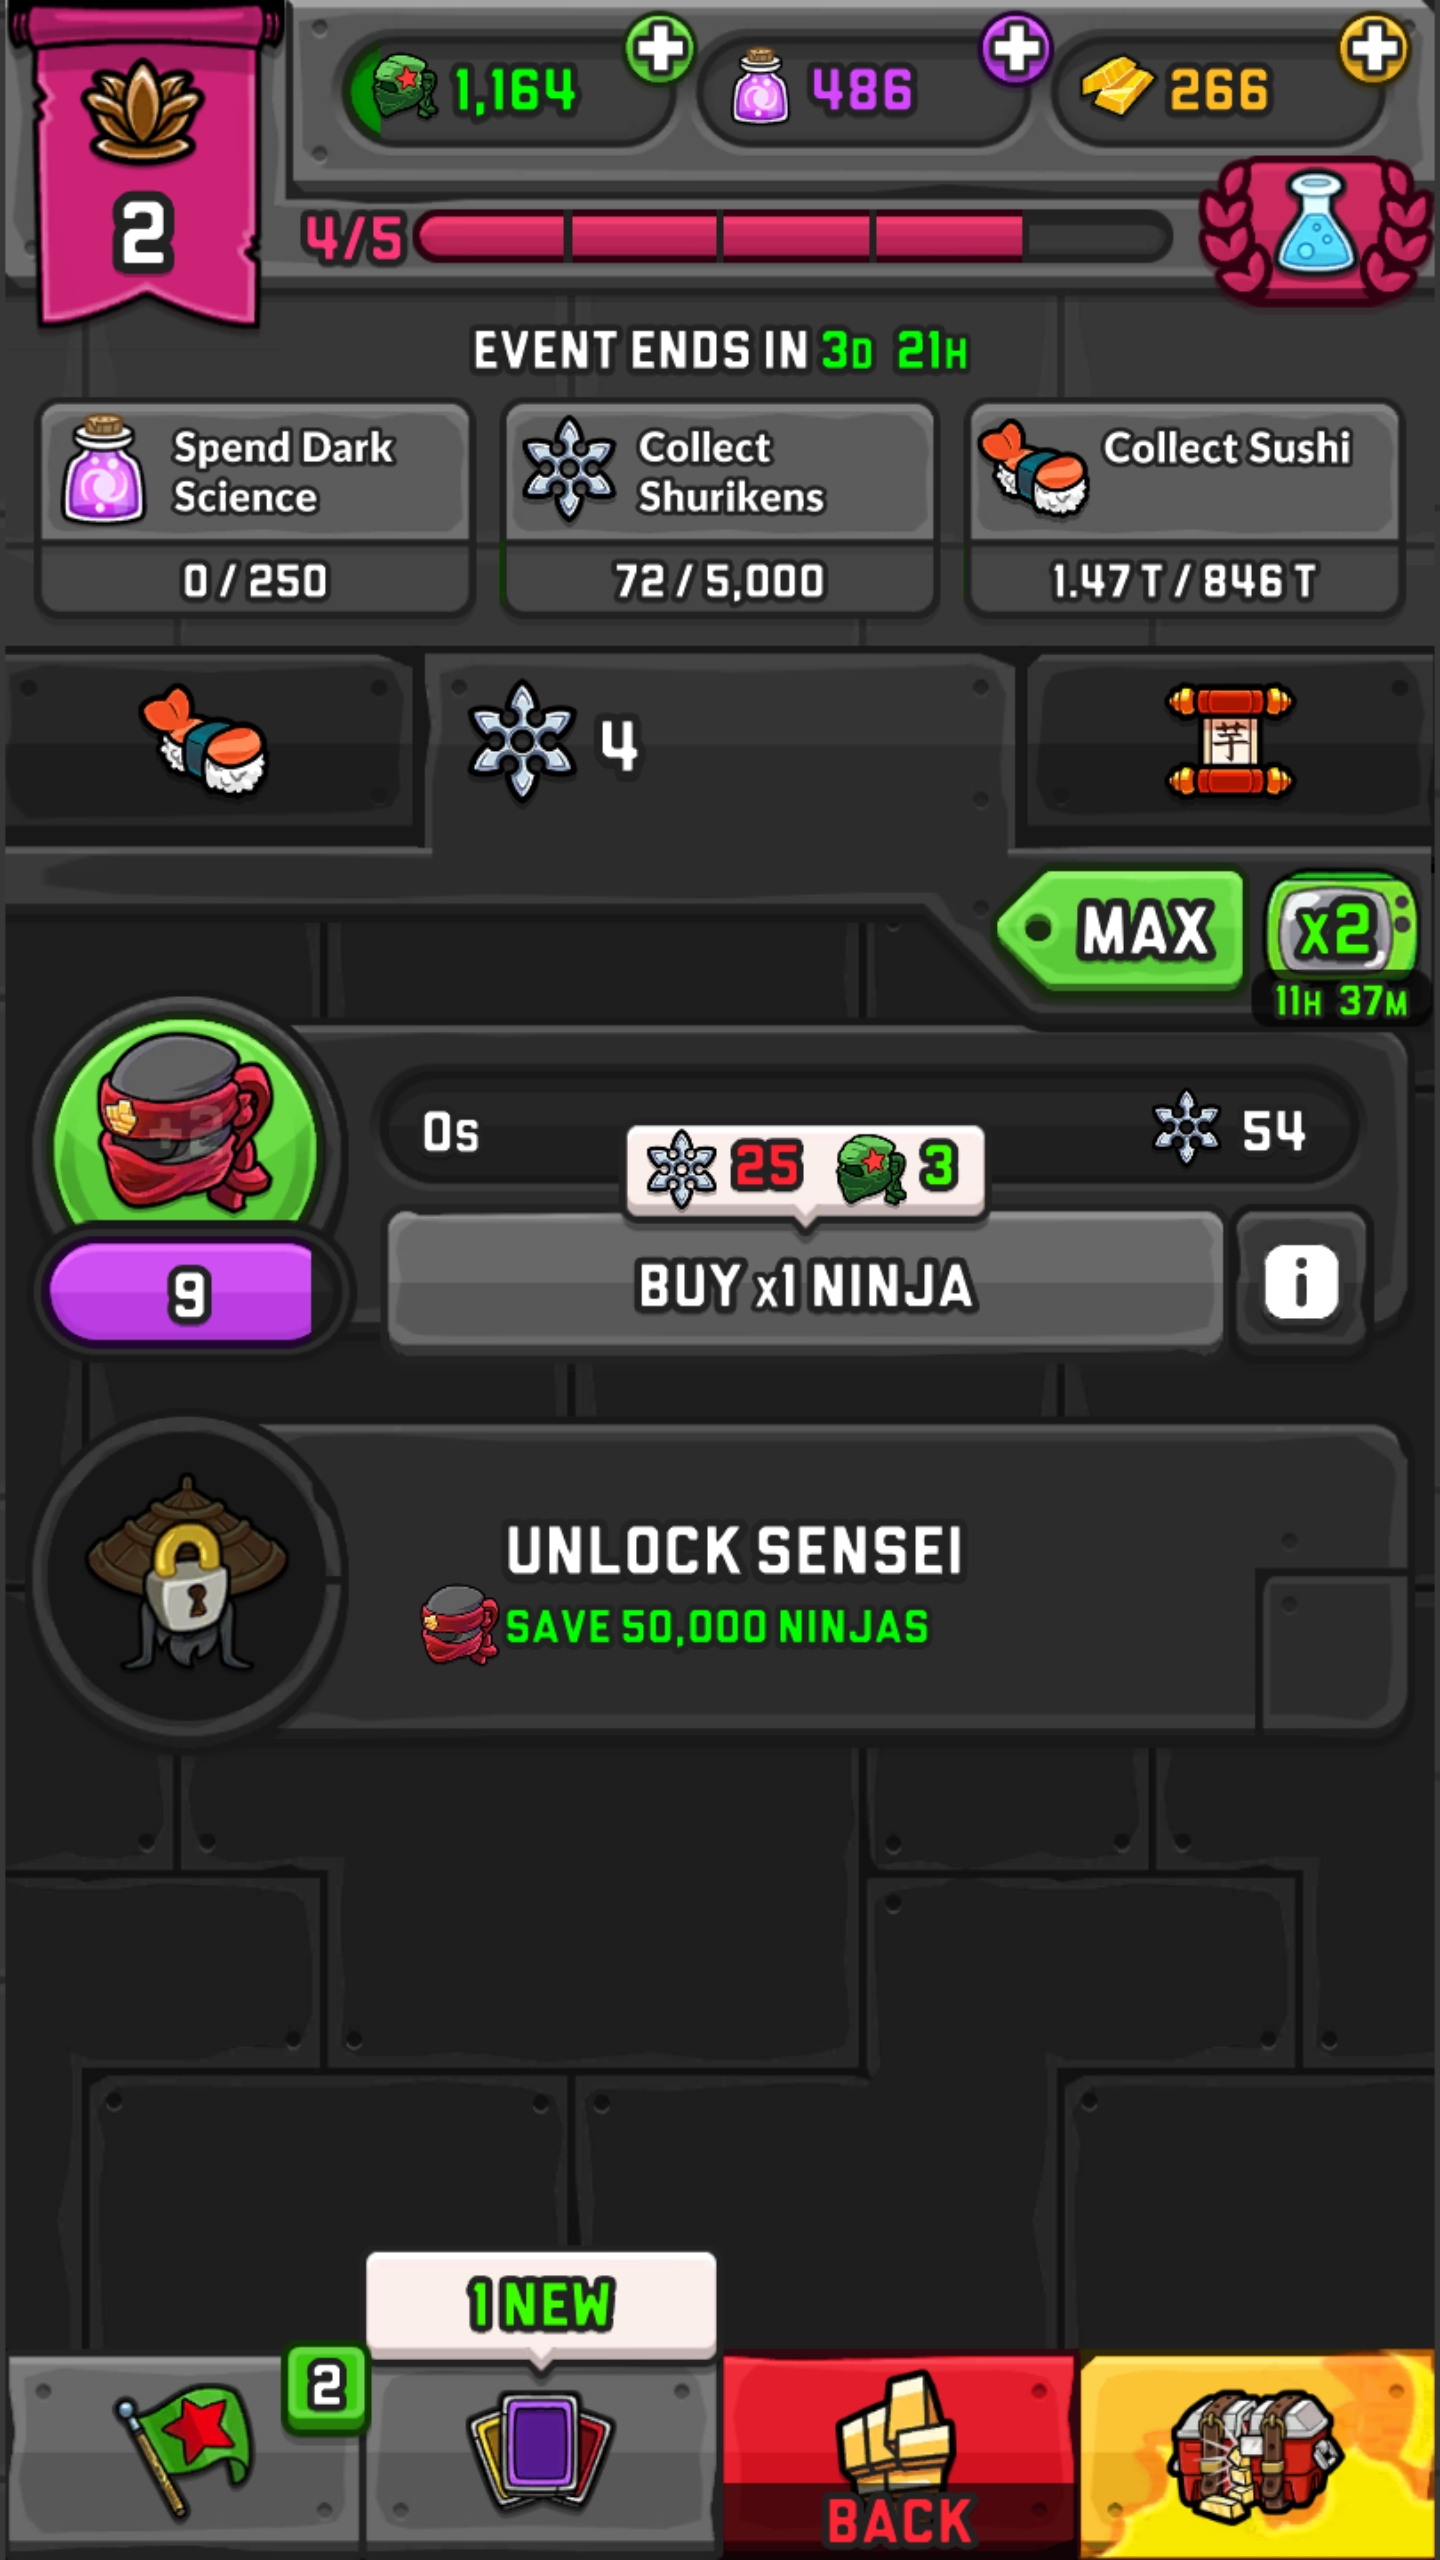 1,164
486
266
2
4/5
EVENT ENDS IN 3D 21H
Spend Dark
Science
0 / 250
Collect
Shurikens
72 / 5,000
Collect Sushi
1.47 T / 846 T
4
芋
MAX
x2
11H 37M
+2
0s
54
25
3
9
BUY x1 NINJA
i
UNLOCK SENSEI
SAVE 50,000 NINJAS
1 NEW
2
BACK